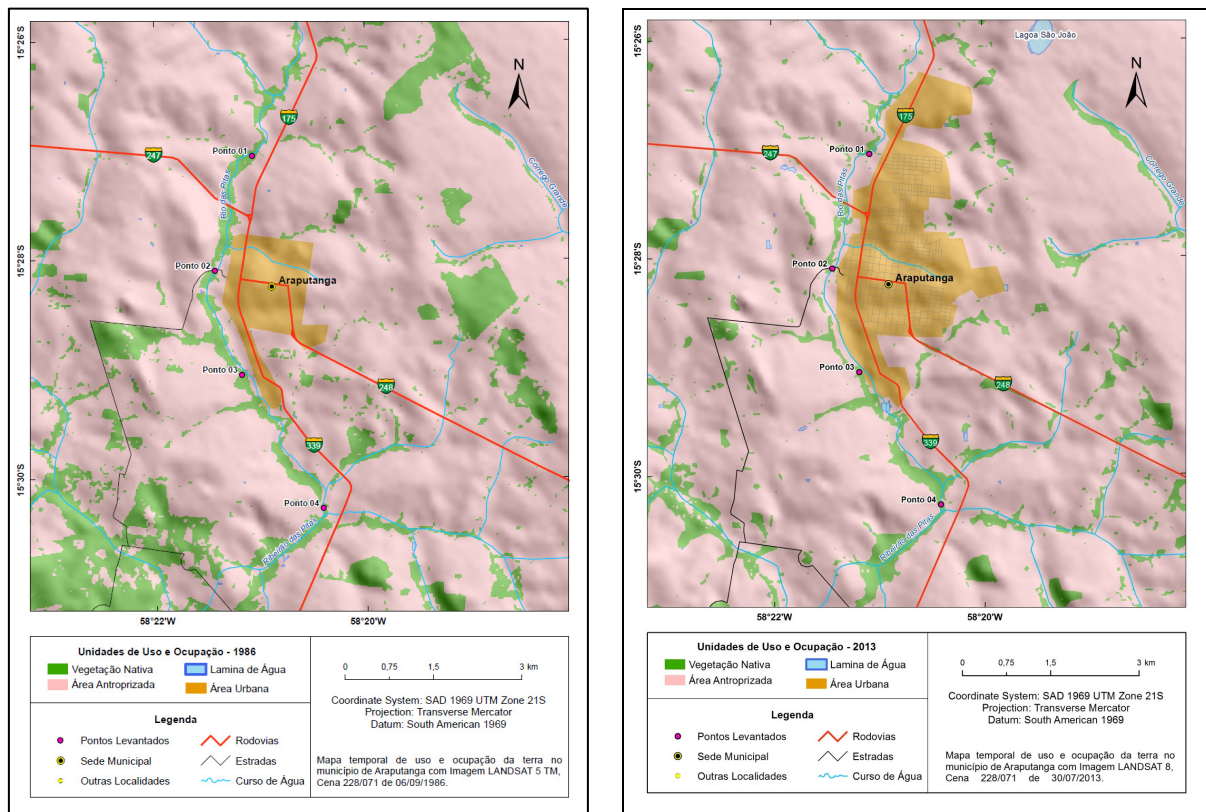 15°26'S
N
175
247
Ponto 01
Rio das Pitas
Córrego Grande
15°28'S
Ponto 02
Araputanga
Ponto 03
248
339
15°30'S
Ponto 04
Ribeirão das Pitas
58°22'W
58°20'W
Unidades de Uso e Ocupação - 1986
Vegetação Nativa
Lamina de Água
Área Antroprizada
Área Urbana
0 0,75 1,5 3 km
Coordinate System: SAD 1969 UTM Zone 21S
Projection: Transverse Mercator
Datum: South American 1969
Legenda
Pontos Levantados
Rodovias
Sede Municipal
Estradas
Outras Localidades
Curso de Água
Mapa temporal de uso e ocupação da terra no
município de Araputanga com Imagem LANDSAT 5 TM,
Cena 228/071 de 06/09/1986.
15°26'S
Lagoa São João
N
175
247
Ponto 01
Rio das Pitas
Córrego Grande
15°28'S
Ponto 02
Araputanga
Ponto 03
248
339
15°30'S
Ponto 04
Ribeirão das Pitas
58°22'W
58°20'W
Unidades de Uso e Ocupação - 2013
Vegetação Nativa
Lamina de Água
Área Antroprizada
Área Urbana
0 0,75 1,5 3 km
Coordinate System: SAD 1969 UTM Zone 21S
Projection: Transverse Mercator
Datum: South American 1969
Legenda
Pontos Levantados
Rodovias
Sede Municipal
Estradas
Outras Localidades
Curso de Água
Mapa temporal de uso e ocupação da terra no
município de Araputanga com Imagem LANDSAT 8,
Cena 228/071 de 30/07/2013.